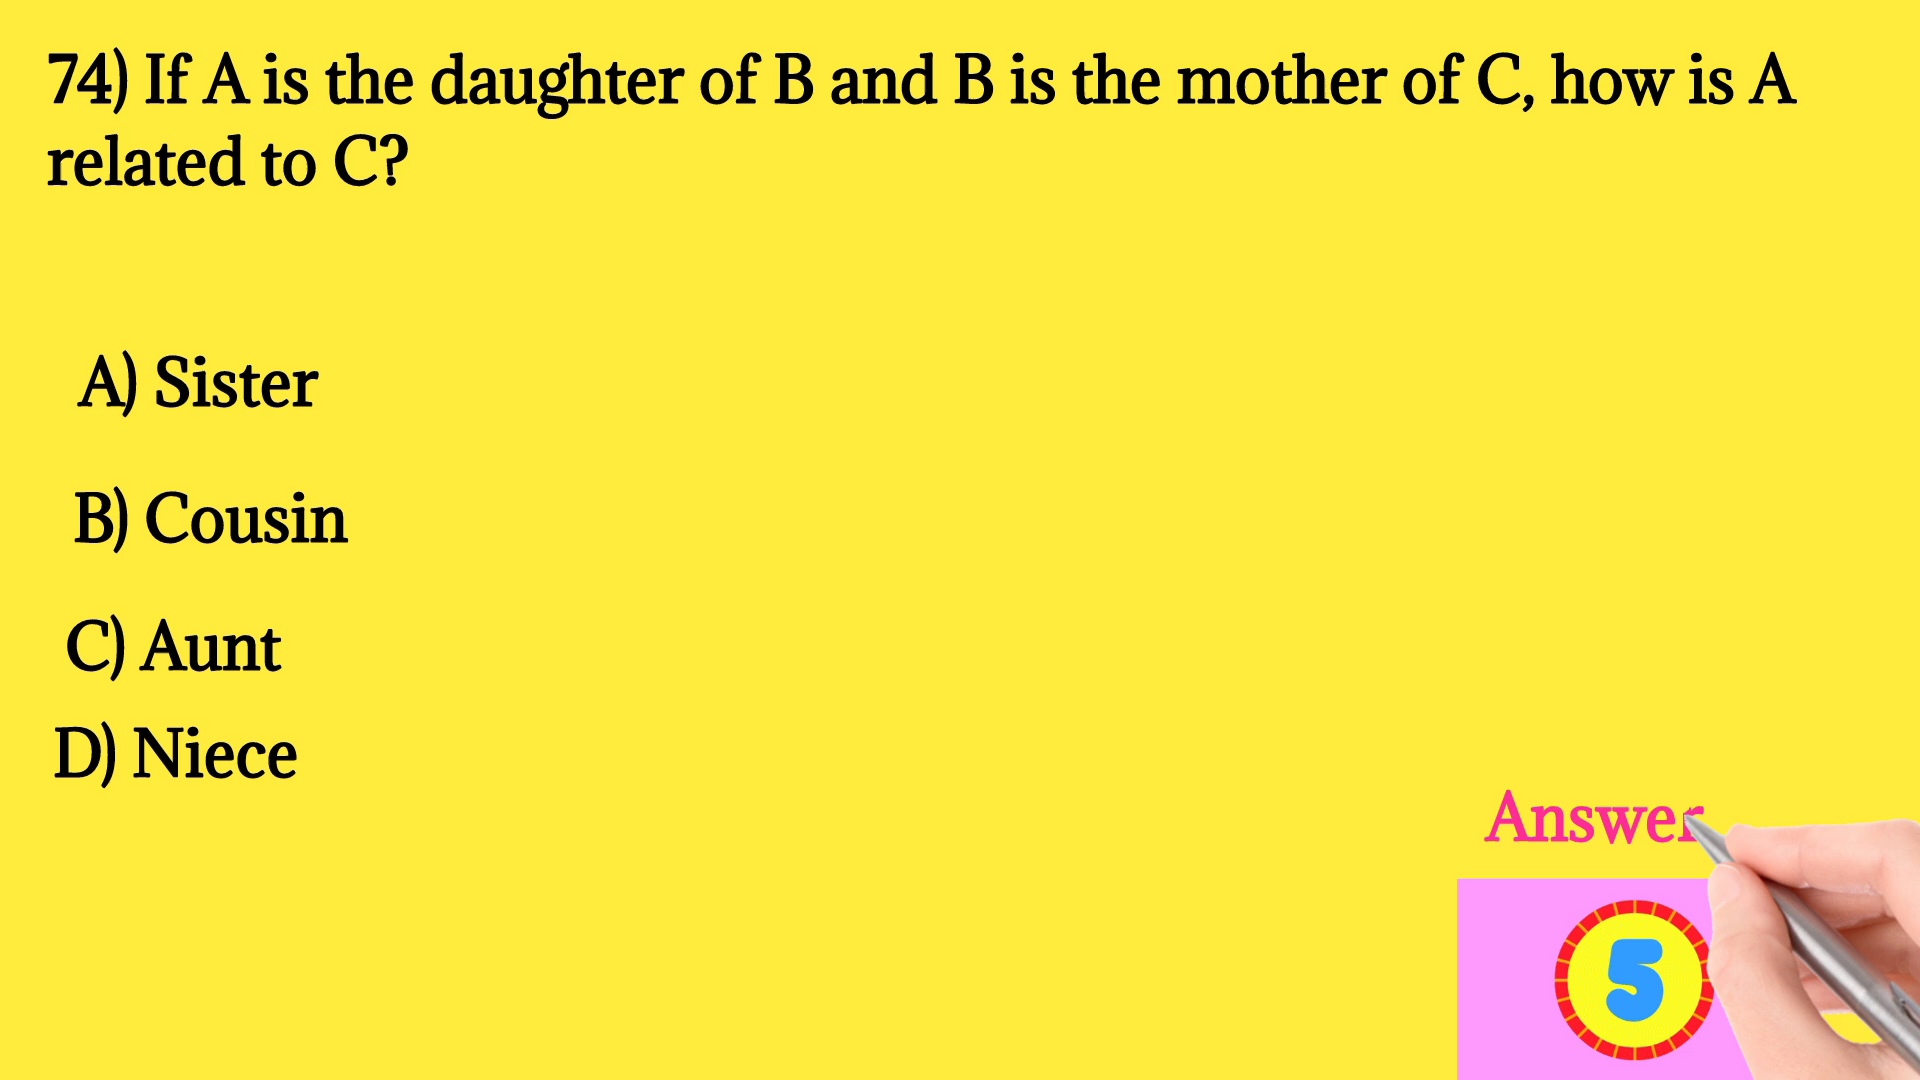 74) If A is the daughter of B and B is the mother of C, how is A
related to C?
A) Sister
B) Cousin
C) Aunt
D) Niece
Answer
5